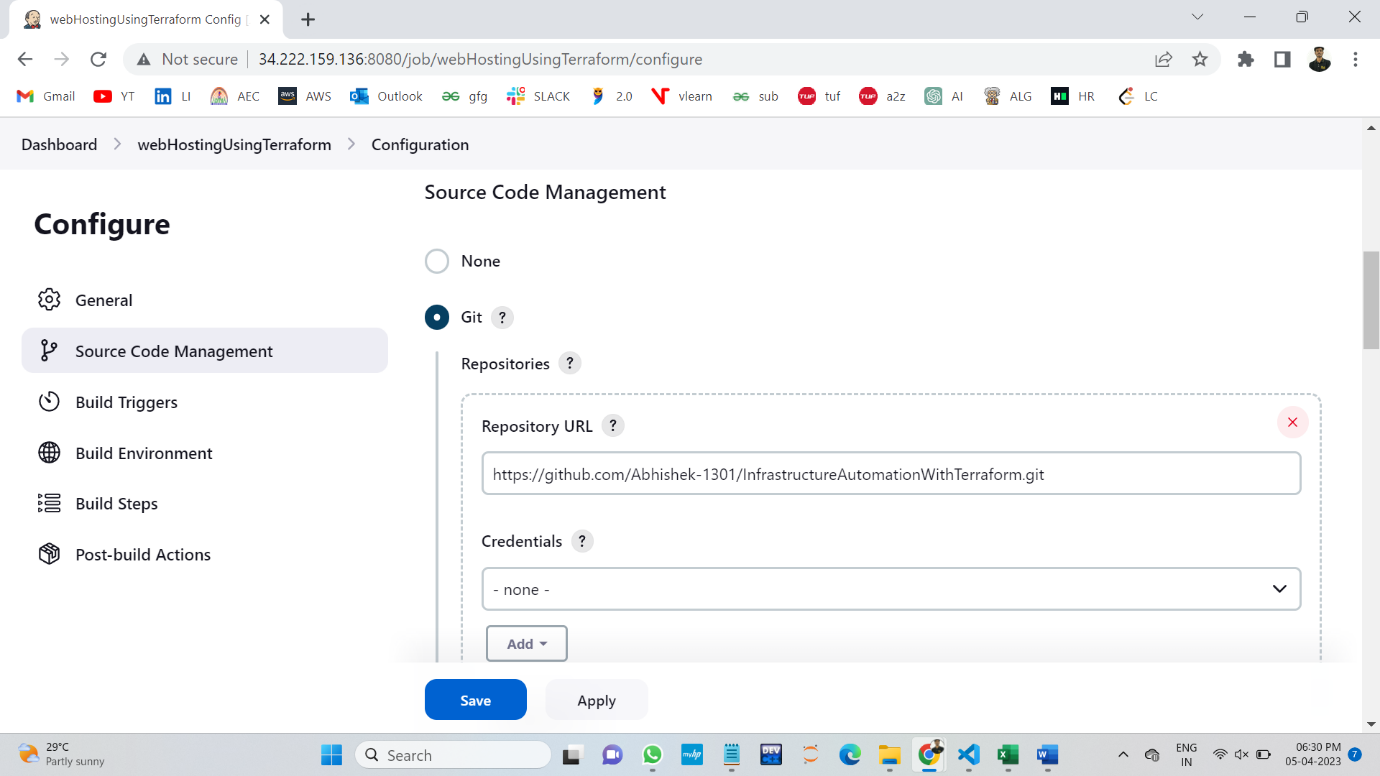 webHostingUsingTerraform Config [
Not secure 34.222.159.136:8080/job/webHostingUsingTerraform/configure
Gmail YT LI AEC aws AWS Outlook gfg SLACK 2.0 vlearn sub TUF tuf TUF a2z AI ALG HR LC
Dashboard webHostingUsingTerraform Configuration
Configure
General
Source Code Management
Build Triggers
Build Environment
Build Steps
Post-build Actions
Source Code Management
None
Git ?
Repositories ?
Repository URL ?
https://github.com/Abhishek-1301/InfrastructureAutomationWithTerraform.git
Credentials ?
- none -
Add
Save Apply
29°C
Partly sunny
Search
DEV
ENG
IN
06:30 PM
05-04-2023
7